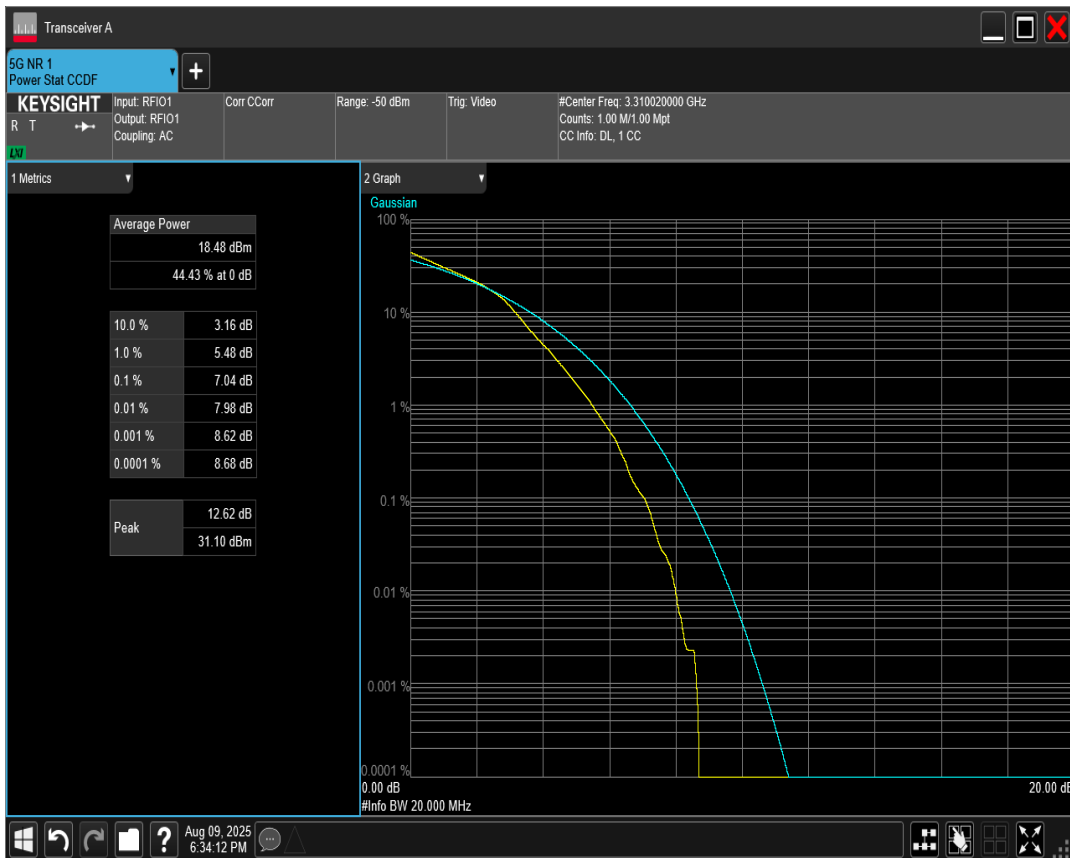 Transceiver A
5G NR 1
Power Stat CCDF
+
KEYSIGHT
R T
LXI
Input: RFIO1
Output: RFIO1
Coupling: AC
Corr CCorr
Range: -50 dBm
Trig: Video
#Center Freq: 3.310020000 GHz
Counts: 1.00 M/1.00 Mpt
CC Info: DL, 1 CC
1 Metrics
Average Power
18.48 dBm
44.43 % at 0 dB
10.0 % 3.16 dB
1.0 % 5.48 dB
0.1 % 7.04 dB
0.01 % 7.98 dB
0.001 % 8.62 dB
0.0001 % 8.68 dB
Peak
12.62 dB
31.10 dBm
2 Graph
Gaussian
100 %
10 %
1 %
0.1 %
0.01 %
0.001 %
0.0001 %
0.00 dB 20.00 dB
#Info BW 20.000 MHz
?
Aug 09, 2025
6:34:12 PM